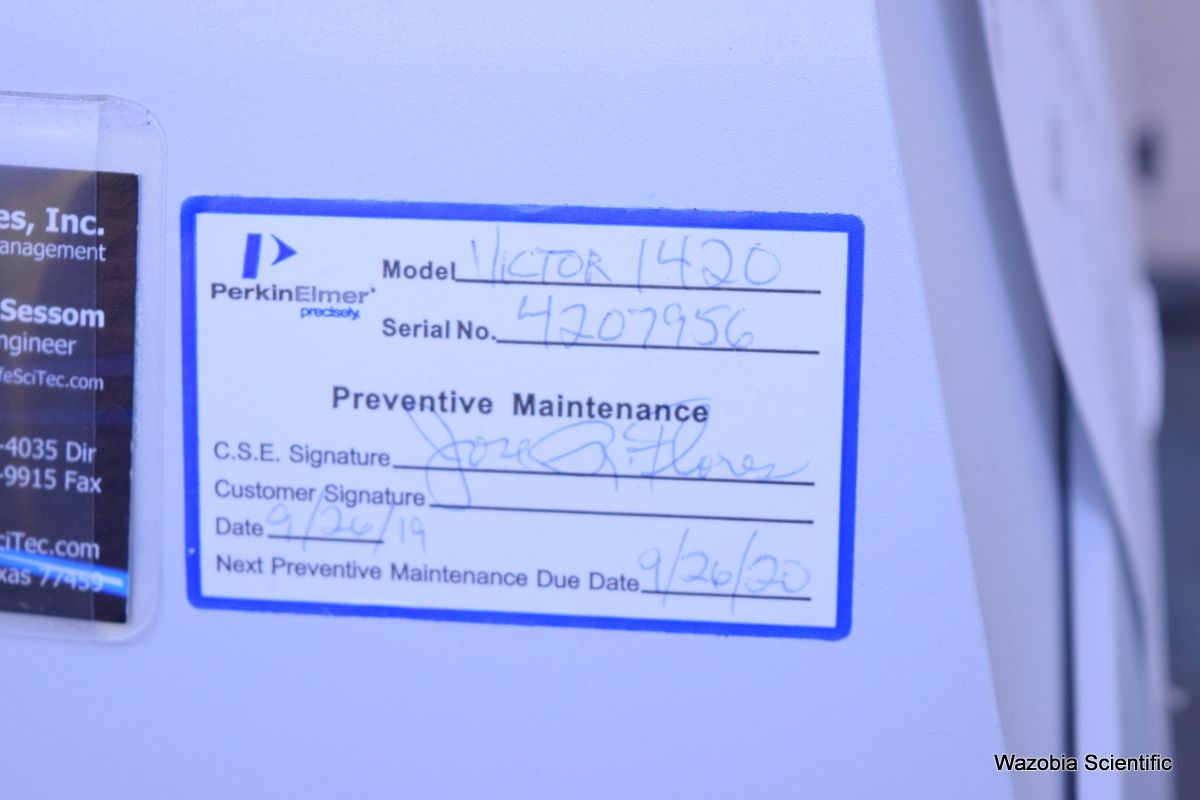 es, Inc.
anagement
Sessom
ngineer
feSciTec.com
-4035 Dir
-9915 Fax
ciTec.com
xas 77459
PerkinElmer
precisely.
Model VICTOR 1420
Serial No. 4207956
Preventive Maintenance
C.S.E. Signature Jose A. Flores
Customer Signature
Date 9/26/19
Next Preventive Maintenance Due Date 9/26/20
Wazobia Scientific